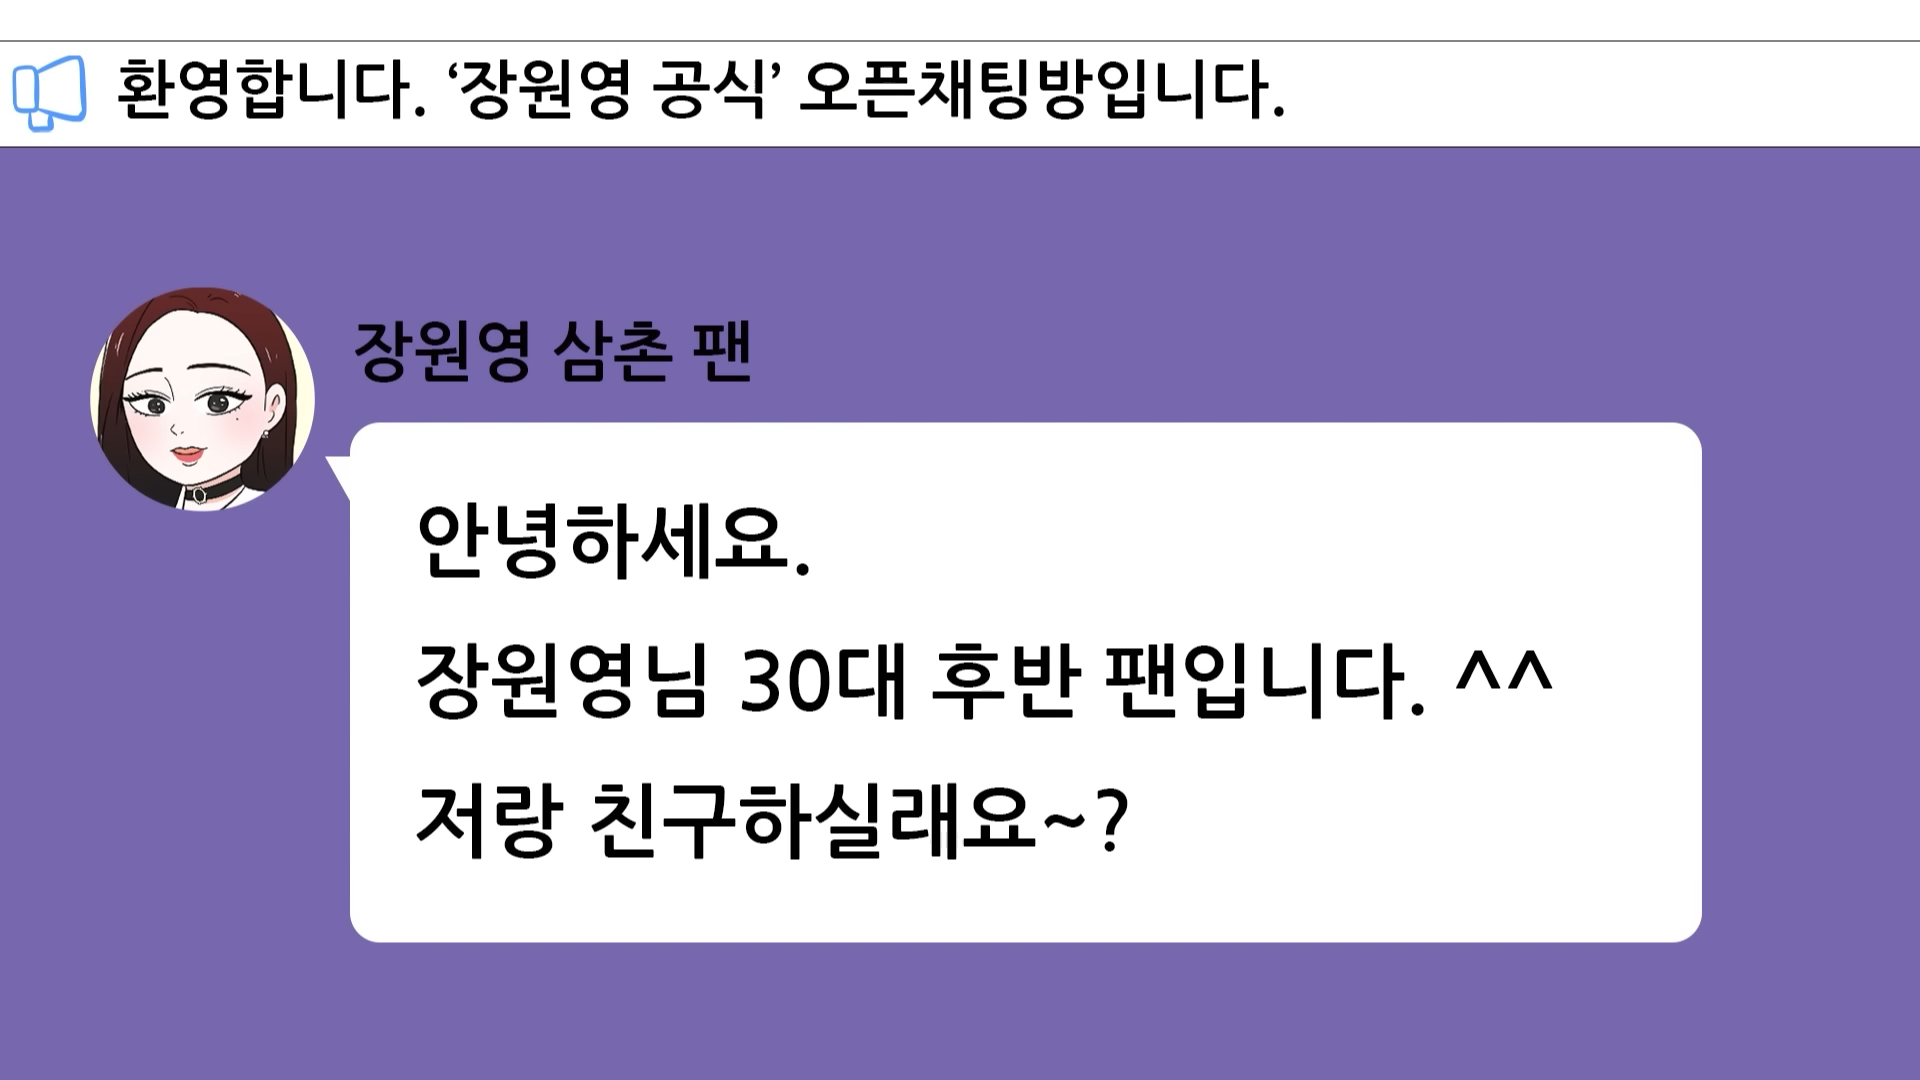 환영합니다. ‘장원영 공식’ 오픈채팅방입니다.
장원영 삼촌 팬
안녕하세요.
장원영님 30대 후반 팬입니다. ^^
저랑 친구하실래요~?